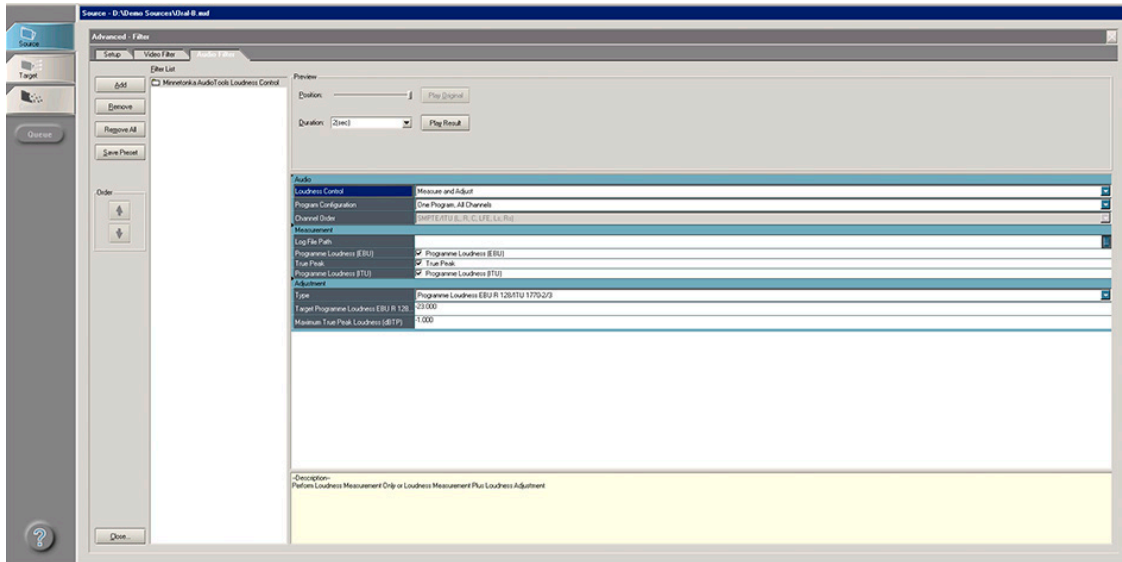 Source - D:\Demo Sources\Oral-B.mxf
Advanced - Filter
Source
Target
Queue
Setup
Video Filter
Audio Filter
Filter List
Add
Remove
Remove All
Save Preset
Order
Close...
Minnetonka AudioTools Loudness Control
Preview
Position:
Play Original
Duration: 2(sec)
Play Result
Audio
Loudness Control Measure and Adjust
Program Configuration One Program, All Channels
Channel Order SMPTE/ITU (L, R, C, LFE, Ls, Rs)
Measurement
Log File Path
Programme Loudness (EBU) Programme Loudness (EBU)
True Peak True Peak
Programme Loudness (ITU) Programme Loudness (ITU)
Adjustment
Type Programme Loudness EBU R 128/ITU 1770-2/3
Target Programme Loudness EBU R 128... -23.000
Maximum True Peak Loudness (dBTP) -1.000
~Description~
Perform Loudness Measurement Only or Loudness Measurement Plus Loudness Adjustment